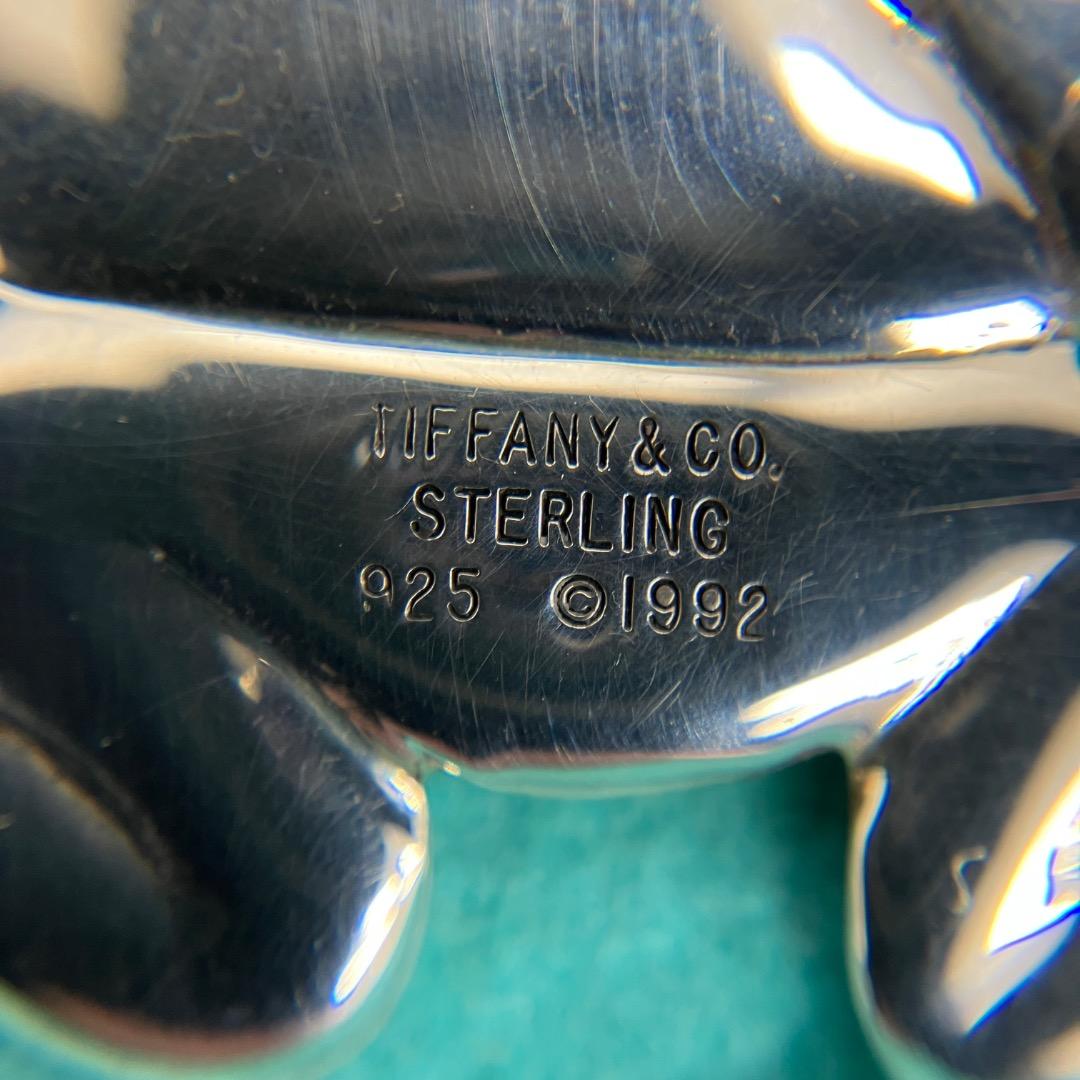 TIFFANY & CO.
STERLING
925 ©1992